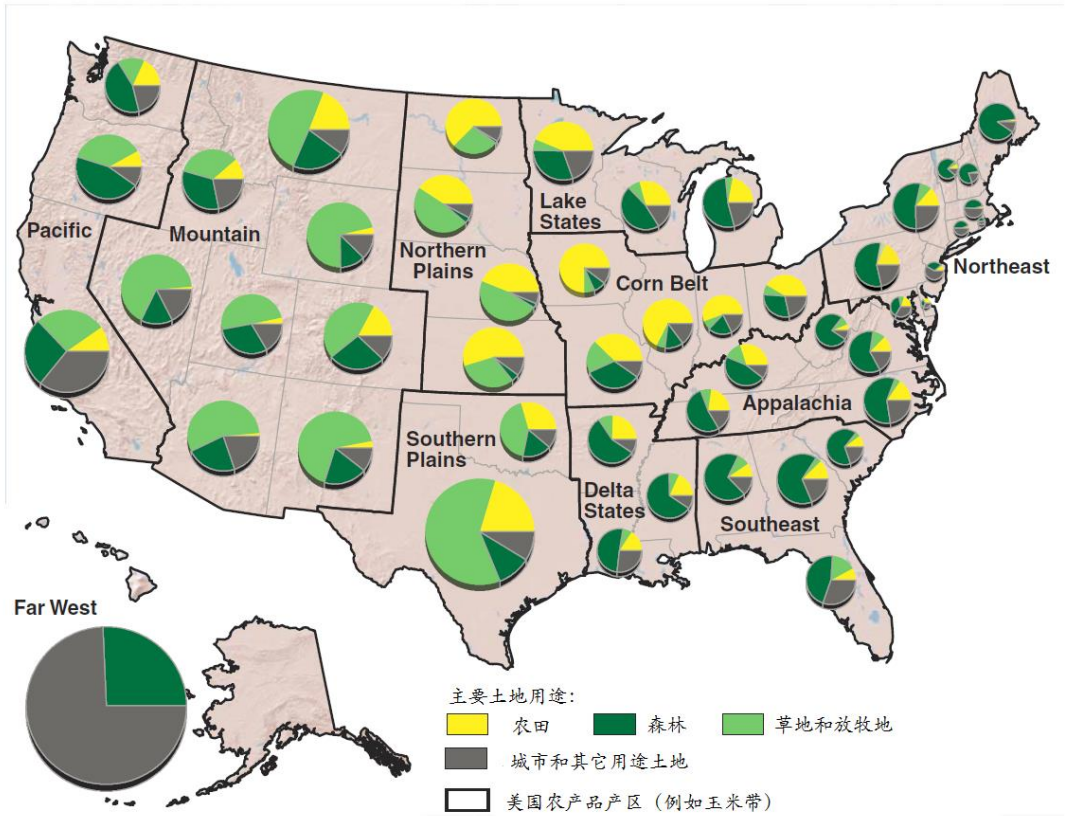 Pacific
Mountain
Northern
Plains
Lake
States
Corn Belt
Northeast
Appalachia
Southern
Plains
Delta
States
Southeast
Far West
主要土地用途:
农田
森林
草地和放牧地
城市和其它用途土地
美国农产品产区 (例如玉米带)